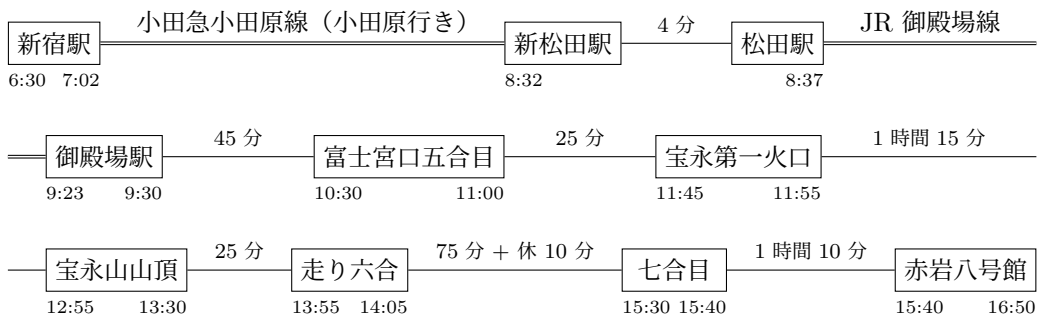 小田急小田原線（小田原行き） 4 分 JR 御殿場線
新宿駅 新松田駅 松田駅
6:30 7:02 8:32 8:37
45 分 25 分 1 時間 15 分
御殿場駅 富士宮口五合目 宝永第一火口
9:23 9:30 10:30 11:00 11:45 11:55
25 分 75 分 + 休 10 分 1 時間 10 分
宝永山山頂 走り六合 七合目 赤岩八号館
12:55 13:30 13:55 14:05 15:30 15:40 15:40 16:50